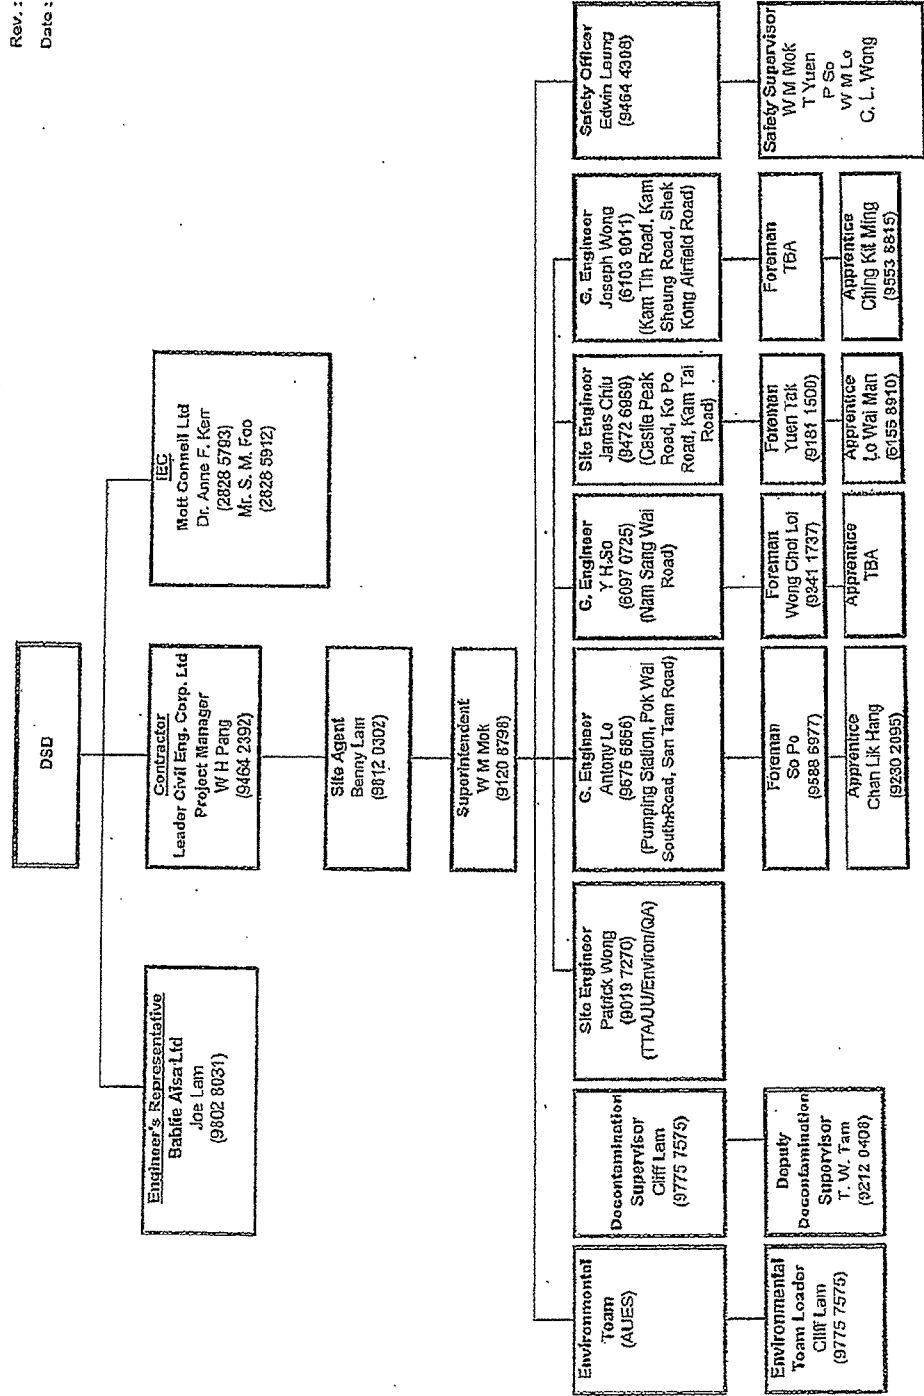 Rev. :
Date :
DSD
Engineer's Representative
Babfie Aisa Ltd
Joe Lam
(9802 8031)
Contractor
Leader Civil Eng. Corp. Ltd
Project Manager
W H Pang
(9464 2392)
IEC
Mott Connell Ltd
Dr. Anne F. Kerr
(2828 5793)
Mr. S. M. Foo
(2828 5912)
Site Agent
Benny Lam
(9812 0302)
Superintendent
W M Mok
(9120 8798)
Environmental
Team
(AUES)
Decontamination
Supervisor
Cliff Lam
(9775 7575)
Site Engineer
Patrick Wong
(9019 7270)
(TTA/UU/Environ/QA)
G. Engineer
Antony Lo
(9675 6866)
(Pumping Station, Pok Wai
South Road, San Tam Road)
G. Engineer
Y H So
(6097 0725)
(Nam Sang Wai
Road)
Site Engineer
James Chiu
(9472 6989)
(Castle Peak
Road, Ko Po
Road, Kam Tai
Road)
G. Engineer
Joseph Wong
(6103 9011)
(Kam Tin Road, Kam
Sheung Road, Shek
Kong Airfield Road)
Safety Officer
Edwin Leung
(9464 4308)
Environmental
Team Leader
Cliff Lam
(9775 7575)
Deputy
Decontamination
Supervisor
T. W. Tam
(9212 0408)
Foreman
So Po
(9588 6977)
Foreman
Wong Choi Loi
(9341 1737)
Foreman
Yuen Tak
(9181 1500)
Foreman
TBA
Safety Supervisor
W M Mok
T Yuen
P So
W M Lo
C. L. Wong
Apprentice
Chan Lik Hang
(9230 2095)
Apprentice
TBA
Apprentice
Lo Wai Man
(6155 8910)
Apprentice
Ching Kit Ming
(9553 8815)